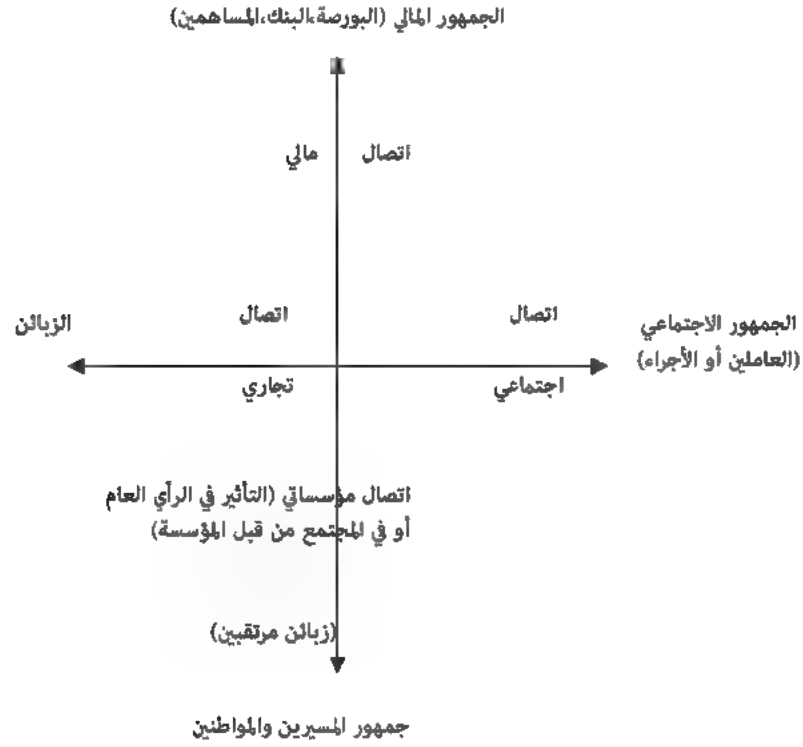 الجمهور المالي (البورصة،البنك،المساهمين)
اتصال مالي
اتصال
اتصال
الزبائن
الجمهور الاجتماعي
(العاملين أو الأجراء)
اجتماعي
تجاري
اتصال مؤسساتي (التأثير في الرأي العام
أو في المجتمع من قبل المؤسسة)
(زبائن مرتقبين)
جمهور المسيرين والمواطنين